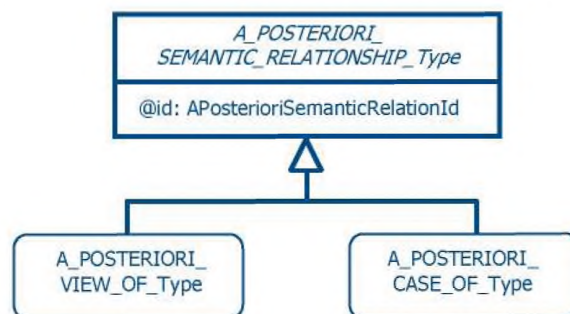 A_POSTERIORI_
SEMANTIC_RELATIONSHIP_Type
@id: APosterioriSemanticRelationId
A_POSTERIORI_
VIEW_OF_Type
A_POSTERIORI_
CASE_OF_Type